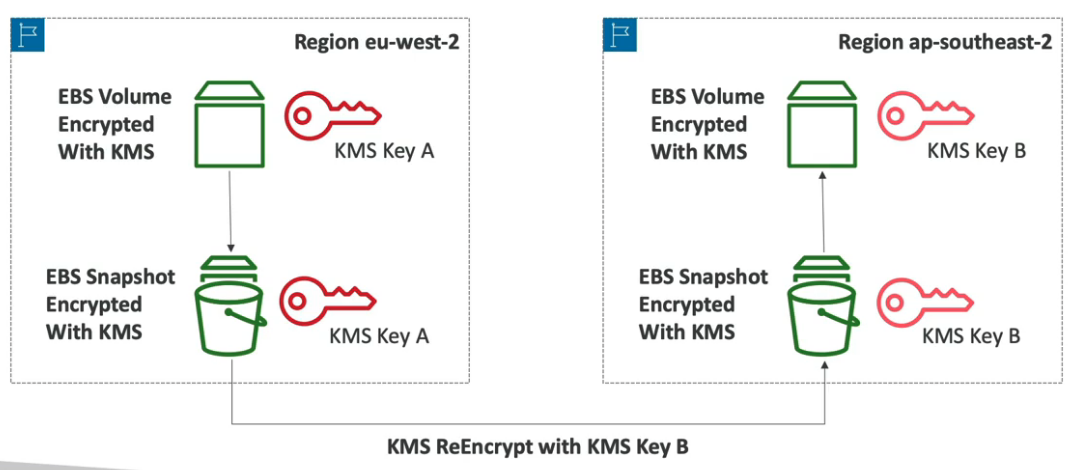 Region eu-west-2
EBS Volume
Encrypted
With KMS
KMS Key A
EBS Snapshot
Encrypted
With KMS
KMS Key A
Region ap-southeast-2
EBS Volume
Encrypted
With KMS
KMS Key B
EBS Snapshot
Encrypted
With KMS
KMS Key B
KMS ReEncrypt with KMS Key B